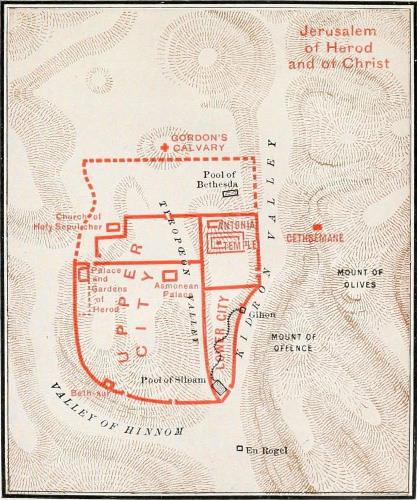 Jerusalem
of Herod
and of Christ
GORDON'S
CALVARY
Pool of
Bethesda
KIDRON VALLEY
TYROPŒON VALLEY
Church of
Holy Sepulcher
ANTONIA
TEMPLE
GETHSEMANE
Palace
and
Gardens
of
Herod
UPPER
CITY
Asmonean
Palace
MOUNT OF
OLIVES
LOWER CITY
Gihon
MOUNT OF
OFFENCE
Pool of Siloam
Beth-sur
VALLEY OF HINNOM
En Rogel